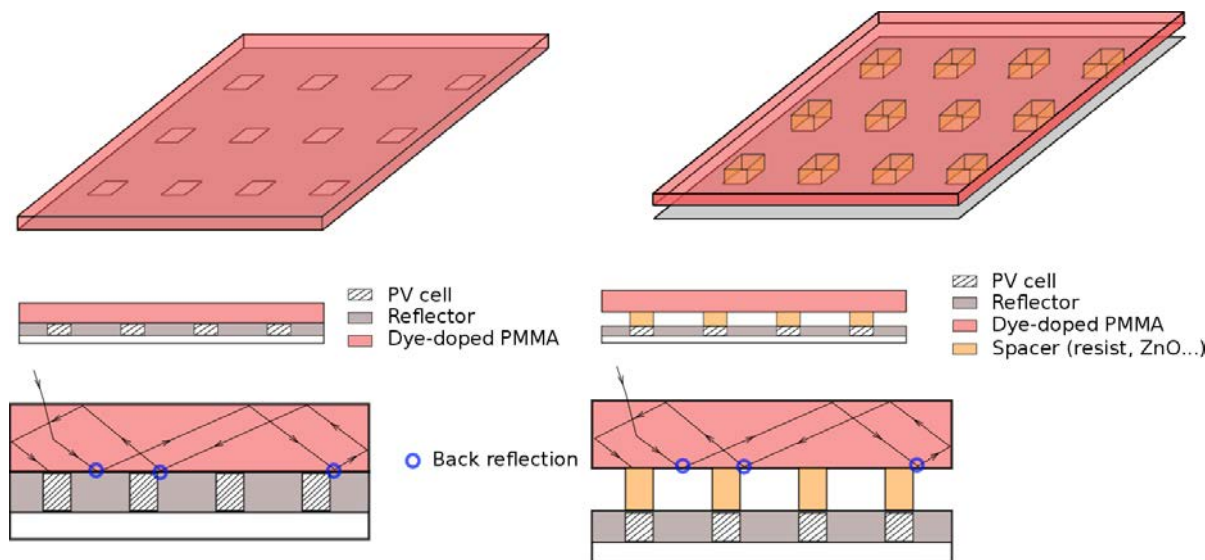 PV cell
Reflector
Dye-doped PMMA
PV cell
Reflector
Dye-doped PMMA
Spacer (resist, ZnO...)
Back reflection